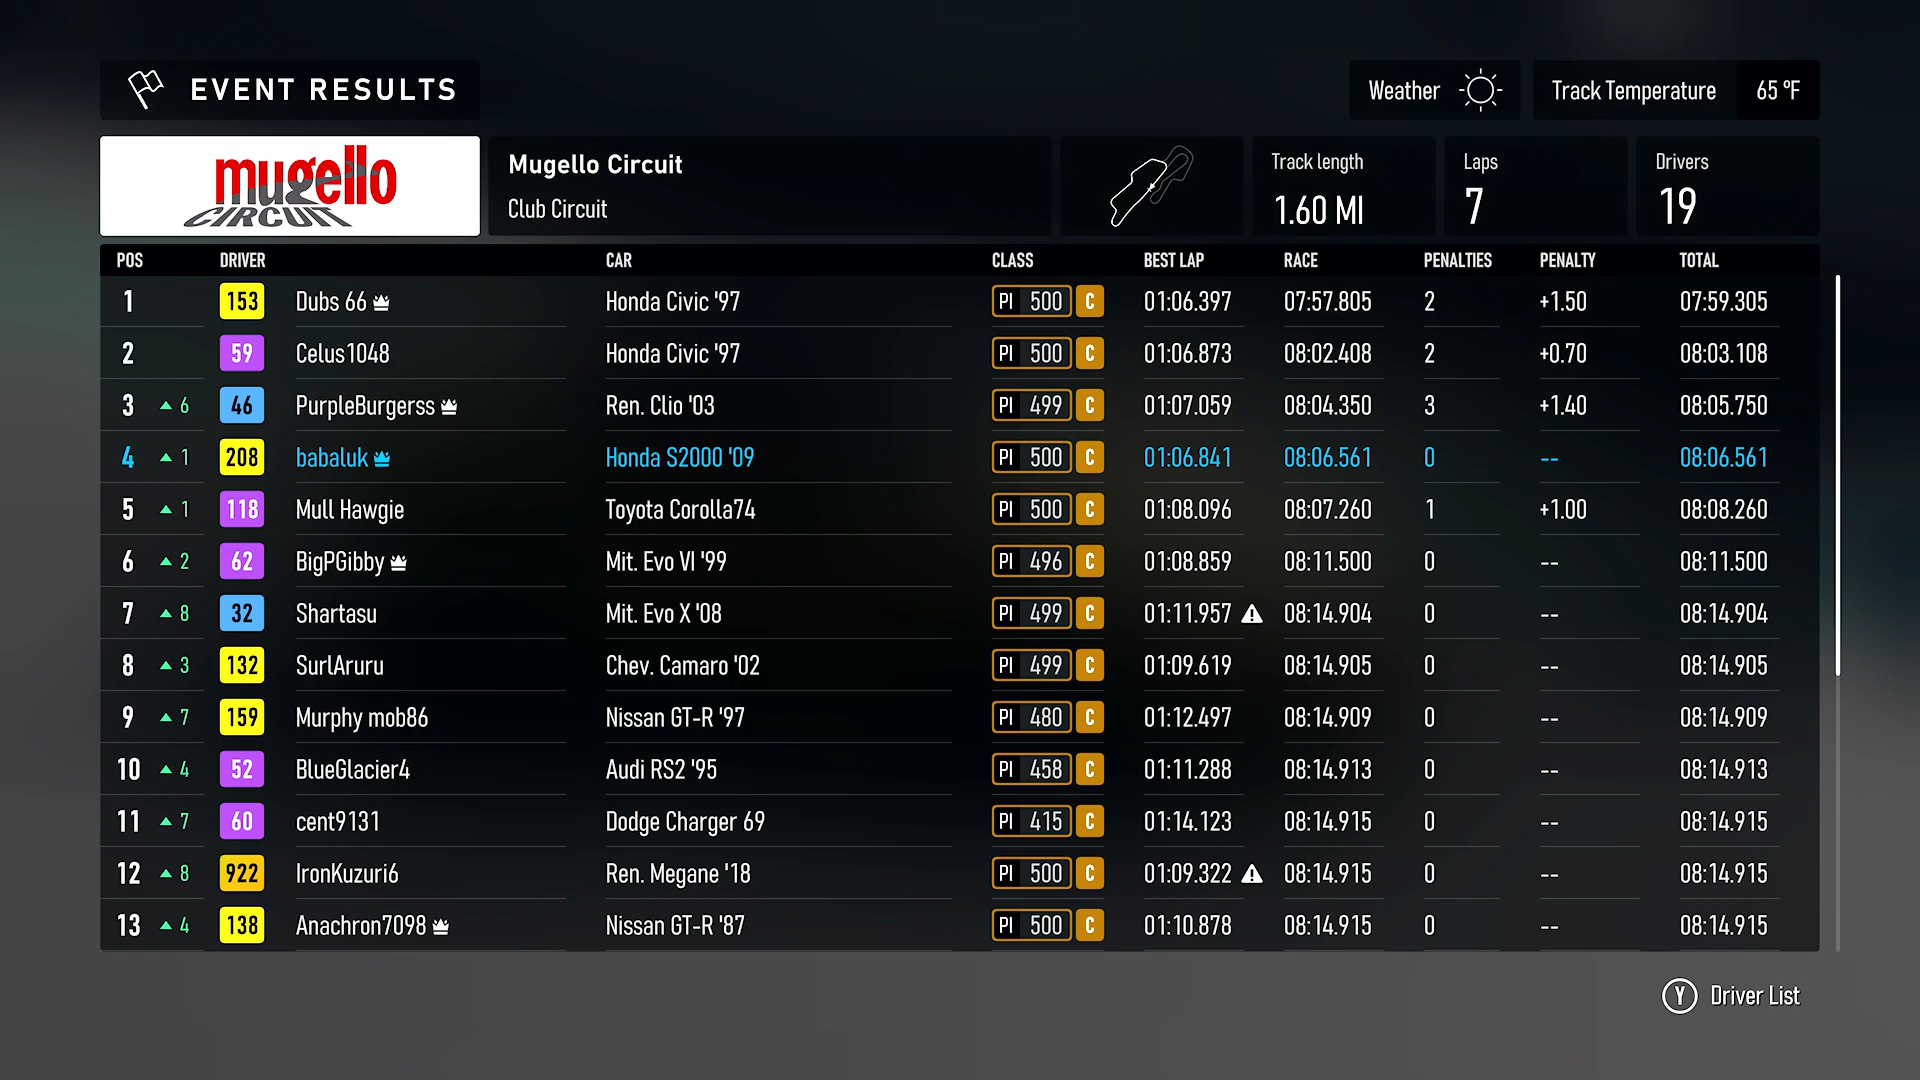 EVENT RESULTS
Weather
Track Temperature 65 °F
mugello
CIRCUIT
Mugello Circuit
Club Circuit
Track length
1.60 MI
Laps
7
Drivers
19
POS DRIVER CAR CLASS BEST LAP RACE PENALTIES PENALTY TOTAL
1 153 Dubs 66 Honda Civic '97 PI 500 C 01:06.397 07:57.805 2 +1.50 07:59.305
2 59 Celus1048 Honda Civic '97 PI 500 C 01:06.873 08:02.408 2 +0.70 08:03.108
3 ▲ 6 46 PurpleBurgerss Ren. Clio '03 PI 499 C 01:07.059 08:04.350 3 +1.40 08:05.750
4 ▲ 1 208 babaluk Honda S2000 '09 PI 500 C 01:06.841 08:06.561 0 -- 08:06.561
5 ▲ 1 118 Mull Hawgie Toyota Corolla74 PI 500 C 01:08.096 08:07.260 1 +1.00 08:08.260
6 ▲ 2 62 BigPGibby Mit. Evo VI '99 PI 496 C 01:08.859 08:11.500 0 -- 08:11.500
7 ▲ 8 32 Shartasu Mit. Evo X '08 PI 499 C 01:11.957 08:14.904 0 -- 08:14.904
8 ▲ 3 132 SurlAruru Chev. Camaro '02 PI 499 C 01:09.619 08:14.905 0 -- 08:14.905
9 ▲ 7 159 Murphy mob86 Nissan GT-R '97 PI 480 C 01:12.497 08:14.909 0 -- 08:14.909
10 ▲ 4 52 BlueGlacier4 Audi RS2 '95 PI 458 C 01:11.288 08:14.913 0 -- 08:14.913
11 ▲ 7 60 cent9131 Dodge Charger 69 PI 415 C 01:14.123 08:14.915 0 -- 08:14.915
12 ▲ 8 922 IronKuzuri6 Ren. Megane '18 PI 500 C 01:09.322 08:14.915 0 -- 08:14.915
13 ▲ 4 138 Anachron7098 Nissan GT-R '87 PI 500 C 01:10.878 08:14.915 0 -- 08:14.915
Y Driver List